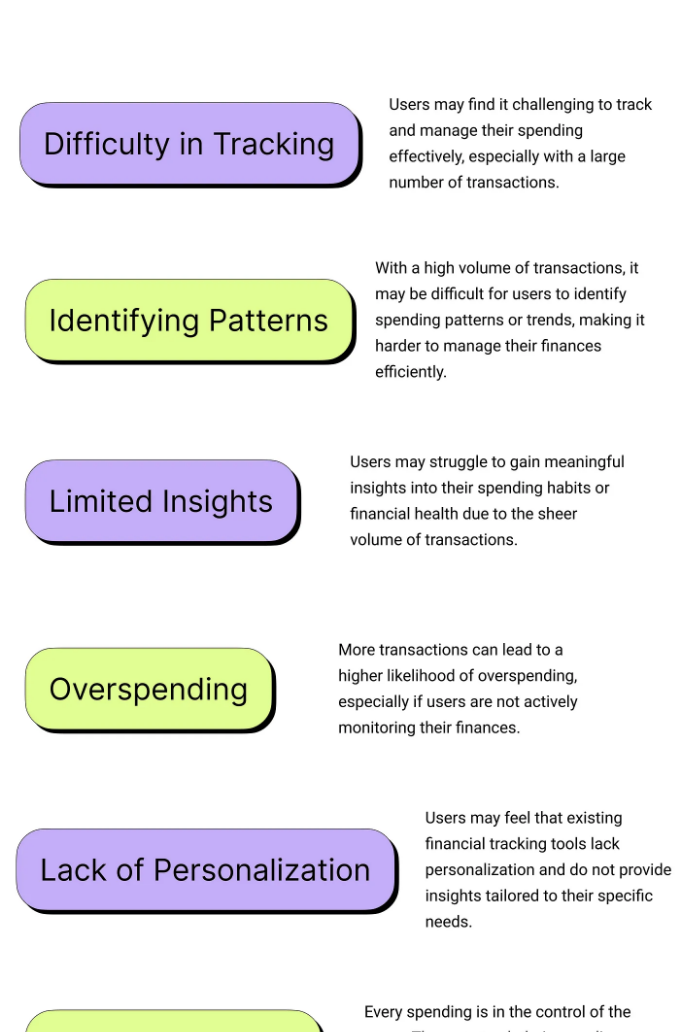 Difficulty in Tracking
Users may find it challenging to track
and manage their spending
effectively, especially with a large
number of transactions.
Identifying Patterns
With a high volume of transactions, it
may be difficult for users to identify
spending patterns or trends, making it
harder to manage their finances
efficiently.
Limited Insights
Users may struggle to gain meaningful
insights into their spending habits or
financial health due to the sheer
volume of transactions.
Overspending
More transactions can lead to a
higher likelihood of overspending,
especially if users are not actively
monitoring their finances.
Lack of Personalization
Users may feel that existing
financial tracking tools lack
personalization and do not provide
insights tailored to their specific
needs.
Every spending is in the control of the